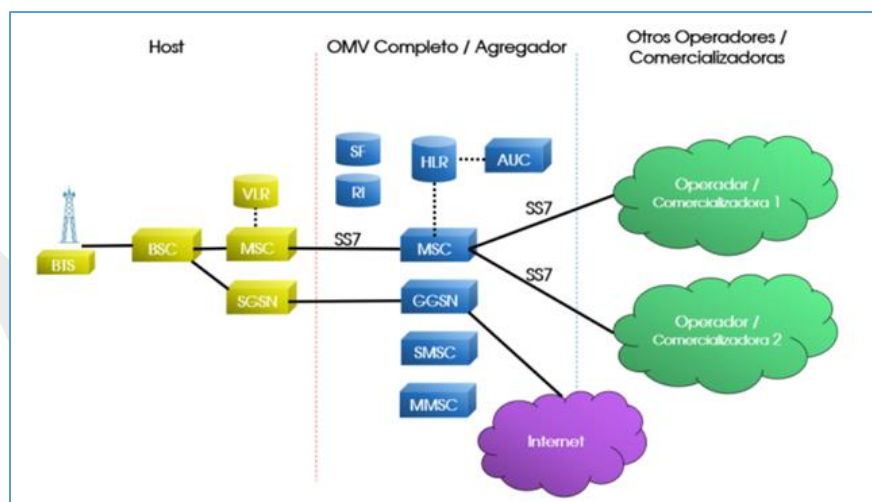 Host
OMV Completo / Agregador
Otros Operadores /
Comercializadoras
SF
HLR
AUC
VLR
RI
Operador /
Comercializadora 1
SS7
BTS
BSC
MSC
SS7
MSC
SS7
SGSN
GGSN
Operador /
Comercializadora 2
SMSC
MMSC
Internet